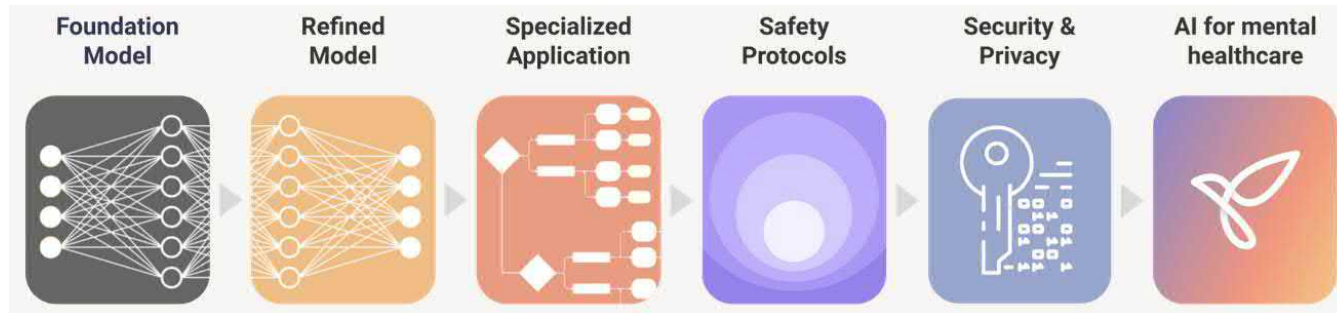 Foundation
Model
Refined
Model
Specialized
Application
Safety
Protocols
Security &
Privacy
AI for mental
healthcare